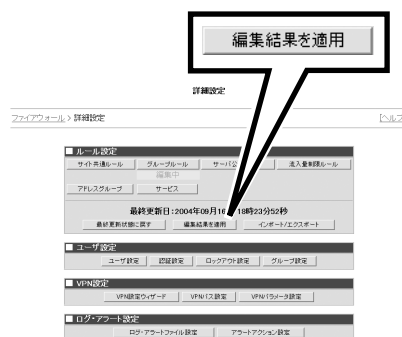 編集結果を適用
詳細設定
ファイアウォール > 詳細設定
[ヘルプ
■ ルール設定
サイト共通ルール グループルール サーバ公 流入量制限ルール
編集中
アドレスグループ サービス
最終更新日:2004年09月16 18時23分52秒
最終更新状態に戻す 編集結果を適用 インポート/エクスポート
■ ユーザ設定
ユーザ設定 認証設定 ロックアウト設定 グループ設定
■ VPN設定
VPN設定ウィザード VPNパス設定 VPNパラメータ設定
■ ログ・アラート設定
ログ・アラートファイル設定 アラートアクション設定